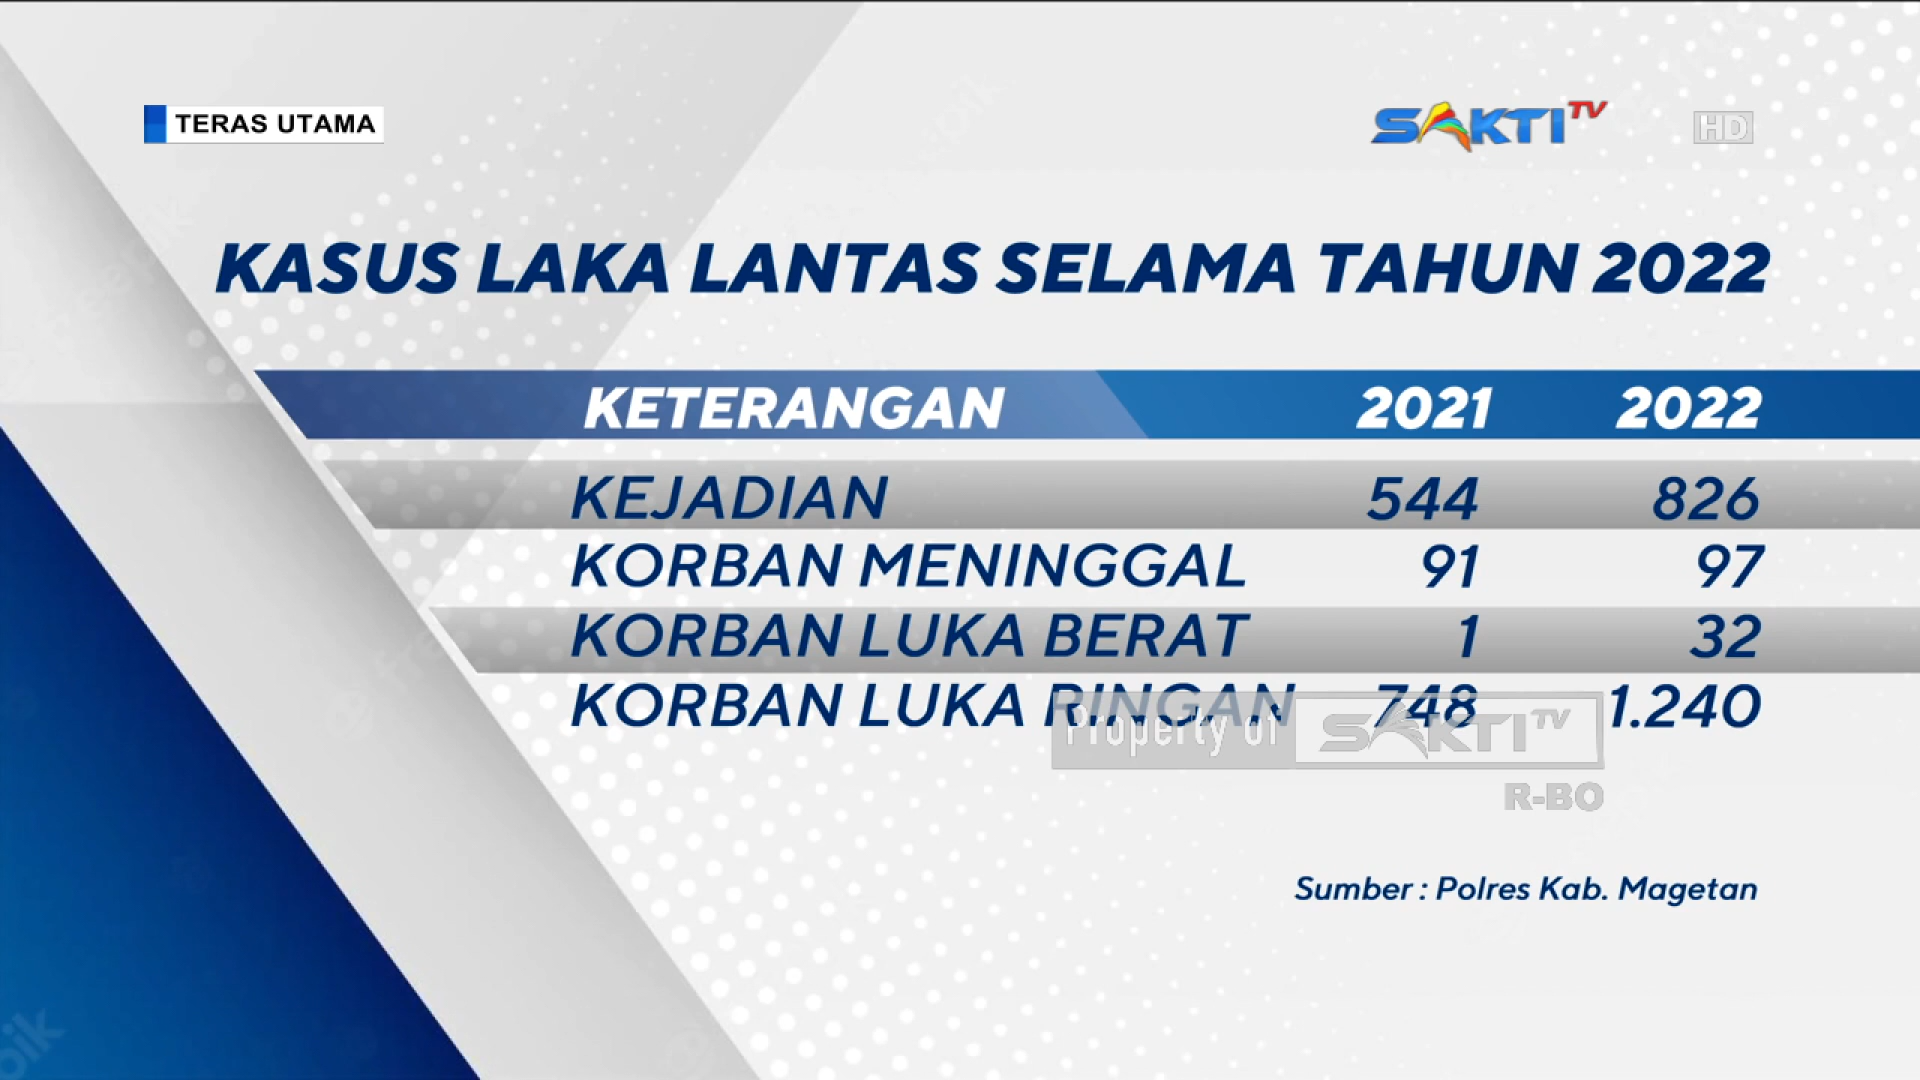 TERAS UTAMA
SAKTI TV
HD
KASUS LAKA LANTAS SELAMA TAHUN 2022
KETERANGAN 2021 2022
KEJADIAN 544 826
KORBAN MENINGGAL 91 97
KORBAN LUKA BERAT 1 32
KORBAN LUKA RINGAN 748 1.240
Property of SAKTI TV
R-BO
Sumber : Polres Kab. Magetan